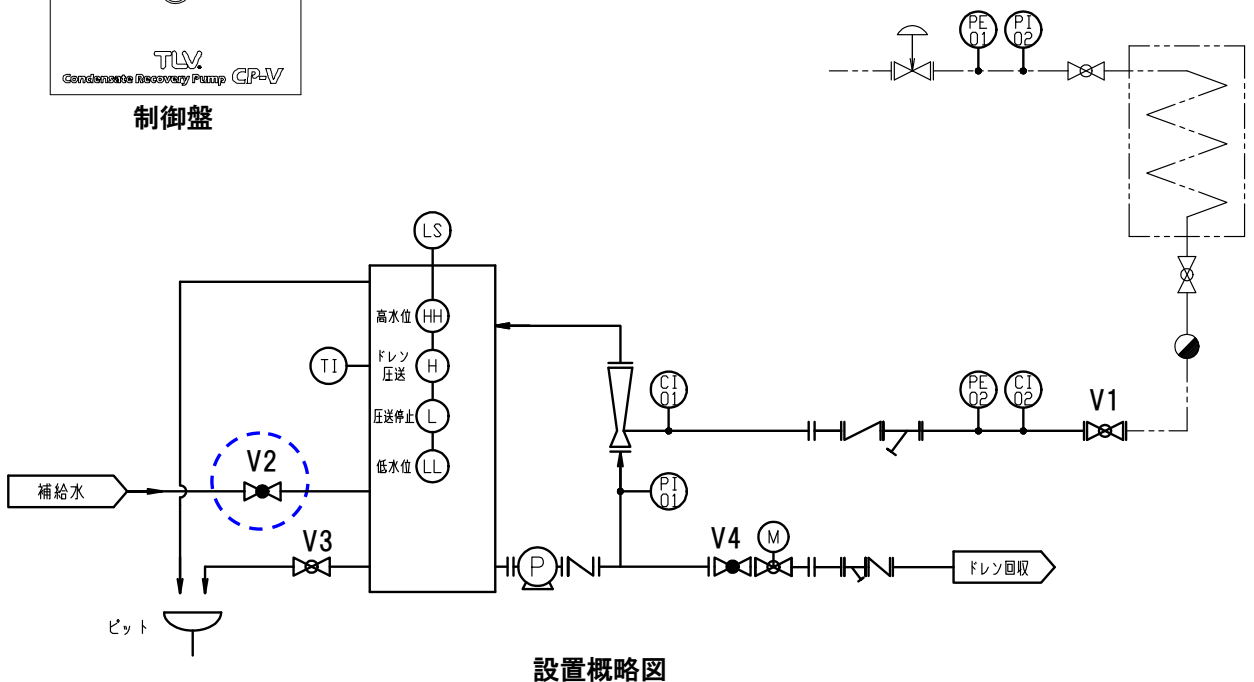 TLV.
Condensate Recovery Pump CP-V
制御盤
PE
01
PI
02
LS
高水位 HH
ドレン
圧送
H
TI
圧送停止 L
低水位 LL
CI
01
PE
02
CI
02
V1
V2
補給水
PI
01
V3
P
V4
M
ドレン回収
ピット
設置概略図